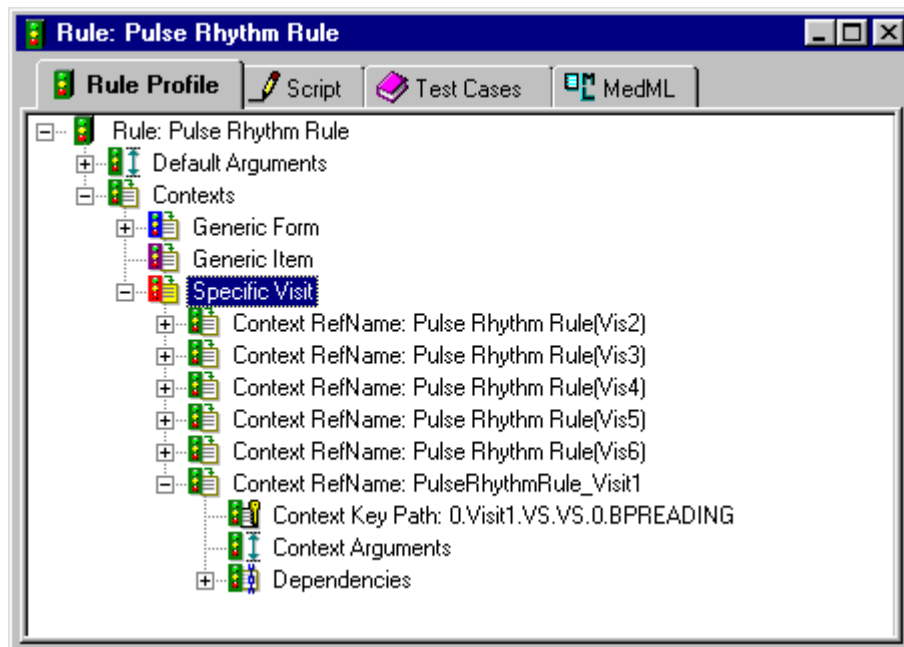 Rule: Pulse Rhythm Rule
Rule Profile Script Test Cases MedML
Rule: Pulse Rhythm Rule
Default Arguments
Contexts
Generic Form
Generic Item
Specific Visit
Context RefName: Pulse Rhythm Rule(Vis2)
Context RefName: Pulse Rhythm Rule(Vis3)
Context RefName: Pulse Rhythm Rule(Vis4)
Context RefName: Pulse Rhythm Rule(Vis5)
Context RefName: Pulse Rhythm Rule(Vis6)
Context RefName: PulseRhythmRule_Visit1
Context Key Path: 0.Visit1.VS.VS.0.BPREADING
Context Arguments
Dependencies